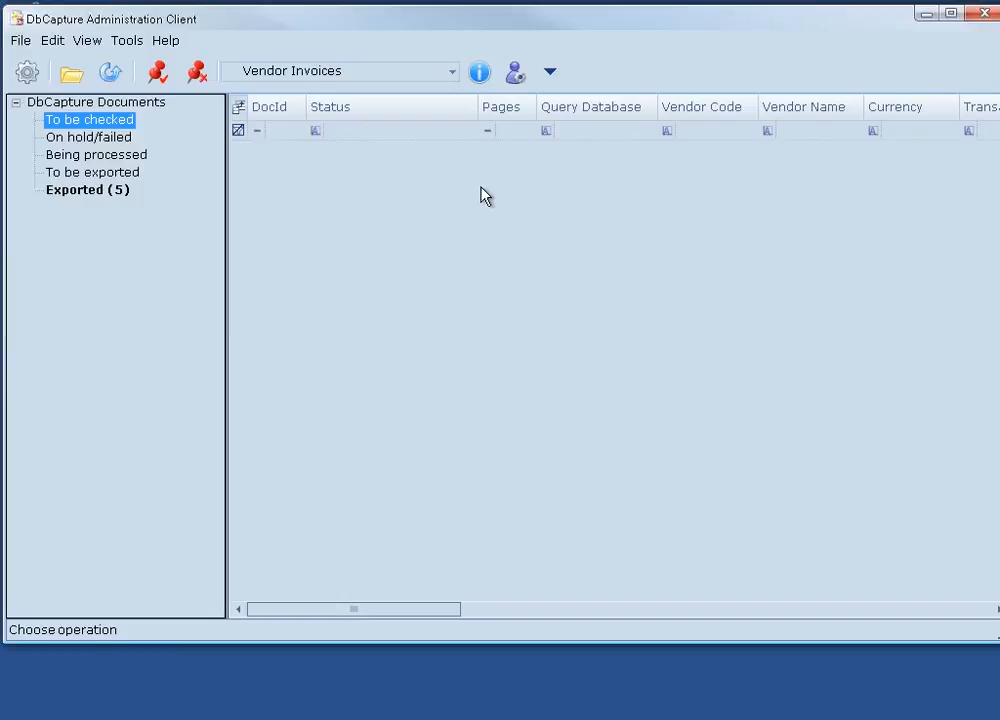 DbCapture Administration Client
File Edit View Tools Help
Vendor Invoices
DbCapture Documents
To be checked
On hold/failed
Being processed
To be exported
Exported (5)
DocId Status Pages Query Database Vendor Code Vendor Name Currency Transa
Choose operation